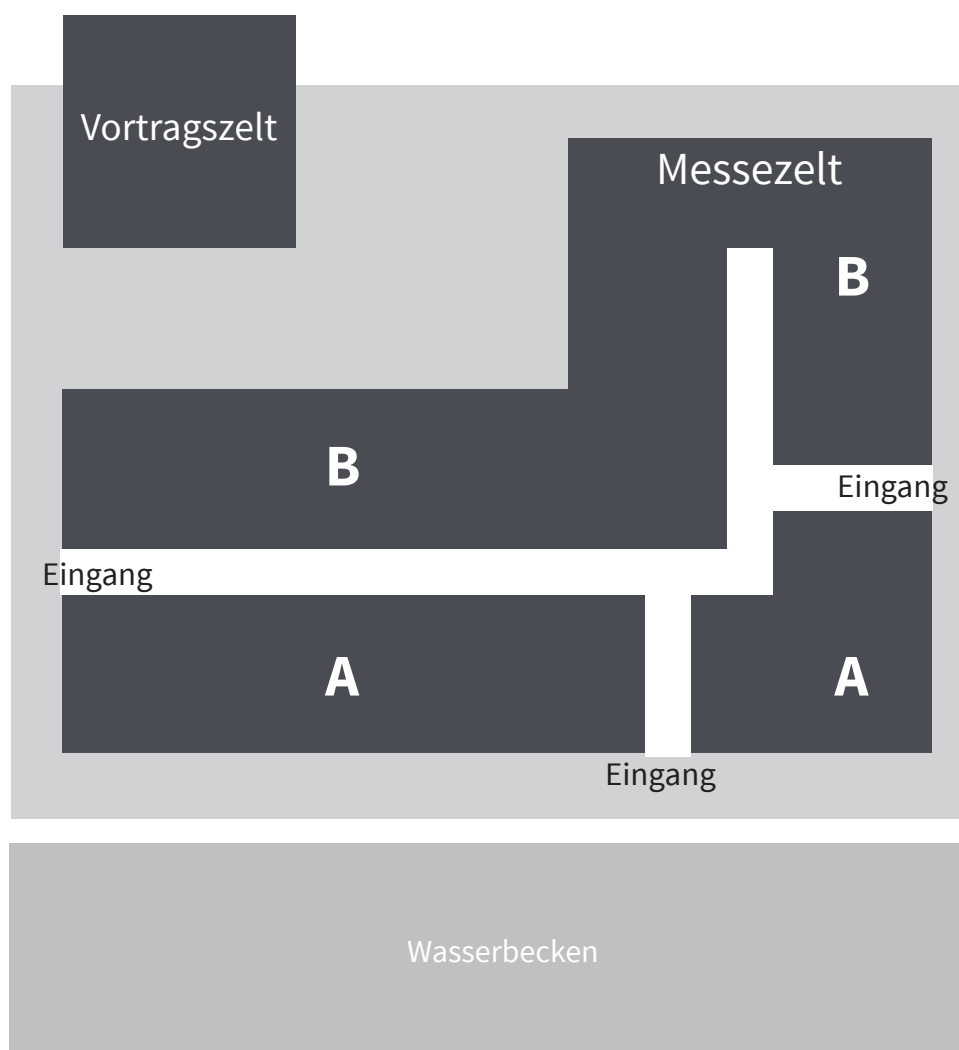 Vortragszelt
Messezelt
B
B
Eingang
Eingang
A
A
Eingang
Wasserbecken